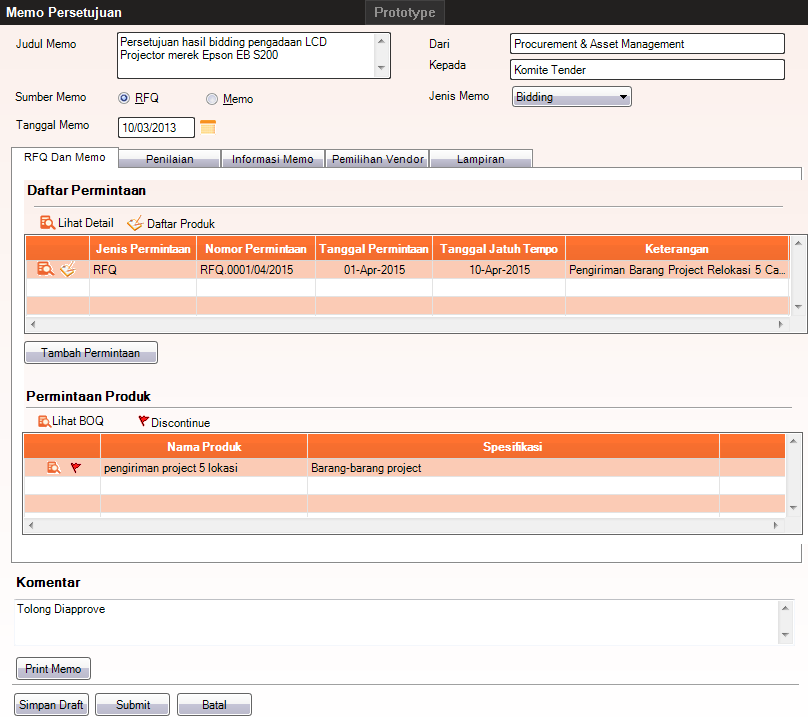 Memo Persetujuan
Prototype
Judul Memo
Persetujuan hasil bidding pengadaan LCD
Projector merek Epson EB S200
Dari
Procurement & Asset Management
Kepada
Komite Tender
Sumber Memo
RFQ
Memo
Jenis Memo
Bidding
Tanggal Memo
10/03/2013
RFQ Dan Memo
Penilaian
Informasi Memo
Pemilihan Vendor
Lampiran
Daftar Permintaan
Lihat Detail
Daftar Produk
Jenis Permintaan Nomor Permintaan Tanggal Permintaan Tanggal Jatuh Tempo Keterangan
RFQ RFQ.0001/04/2015 01-Apr-2015 10-Apr-2015 Pengiriman Barang Project Relokasi 5 Ca...
Tambah Permintaan
Permintaan Produk
Lihat BOQ
Discontinue
Nama Produk Spesifikasi
pengiriman project 5 lokasi Barang-barang project
Komentar
Tolong Diapprove
Print Memo
Simpan Draft
Submit
Batal